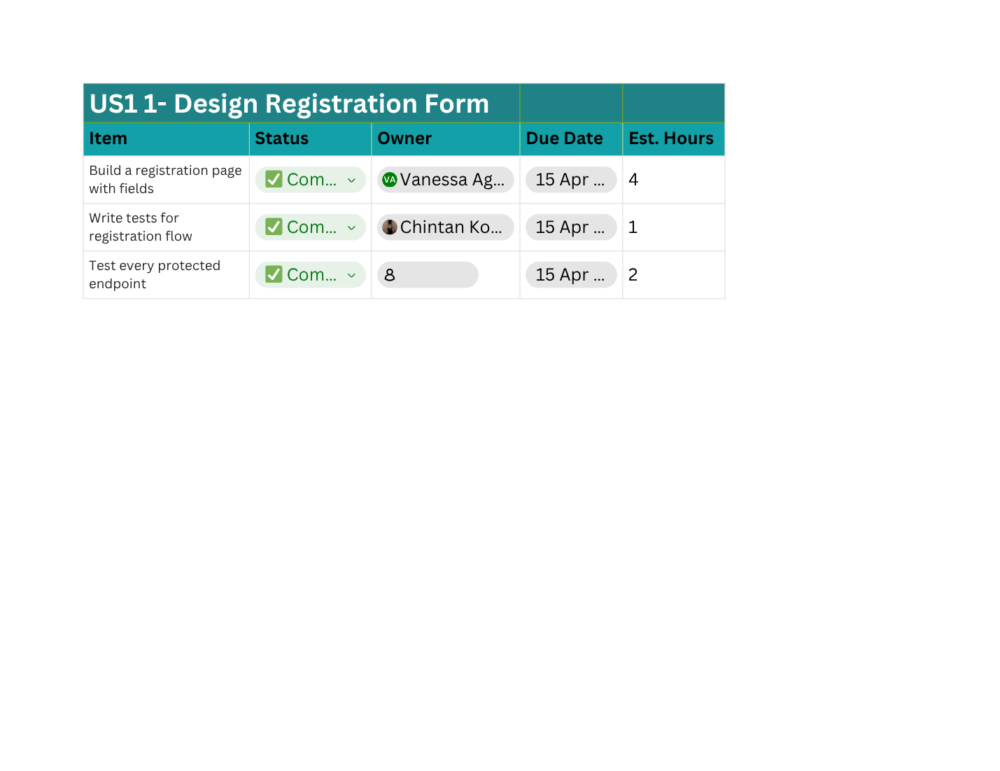 US1 1- Design Registration Form
Item Status Owner Due Date Est. Hours
Build a registration page
with fields
✅ Com... VA Vanessa Ag... 15 Apr ... 4
Write tests for
registration flow
✅ Com... Chintan Ko... 15 Apr ... 1
Test every protected
endpoint
✅ Com... 15 Apr ... 2